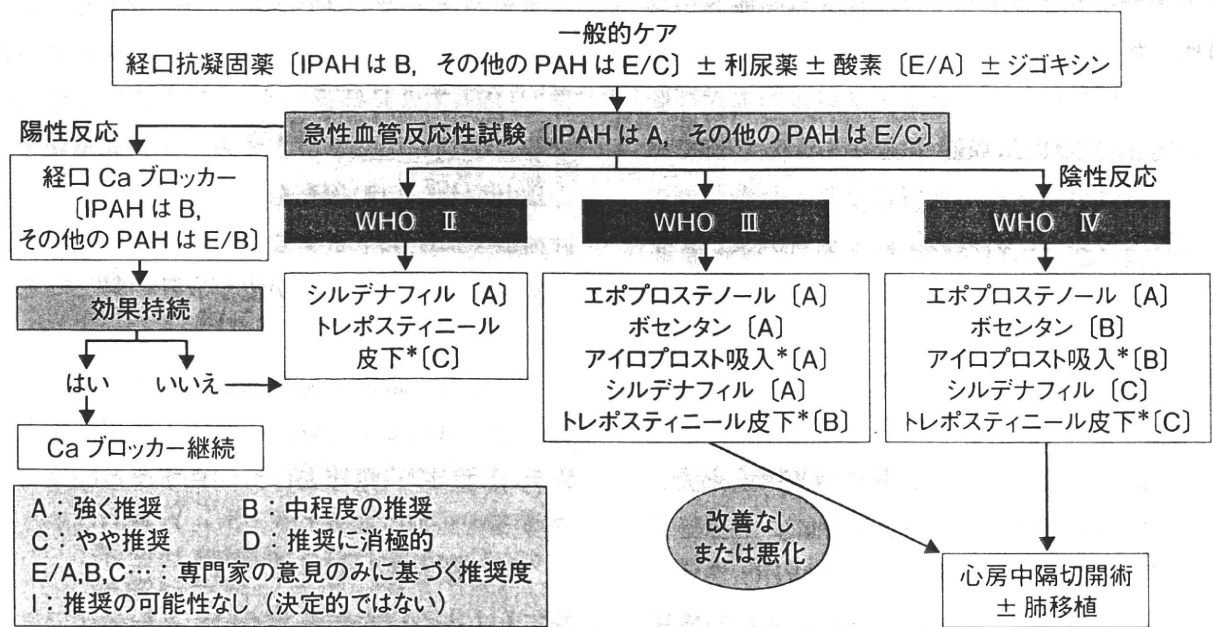 一般的ケア
経口抗凝固薬〔IPAH は B, その他の PAH は E/C〕± 利尿薬 ± 酸素〔E/A〕± ジゴキシン
陽性反応
急性血管反応性試験〔IPAH は A, その他の PAH は E/C〕
陰性反応
経口 Ca ブロッカー
〔IPAH は B,
その他の PAH は E/B〕
効果持続
はい
いいえ
Ca ブロッカー継続
WHO Ⅱ
シルデナフィル〔A〕
トレポスティニール
皮下*〔C〕
WHO Ⅲ
エポプロステノール〔A〕
ボセンタン〔A〕
アイロプロスト吸入*〔A〕
シルデナフィル〔A〕
トレポスティニール皮下*〔B〕
WHO Ⅳ
エポプロステノール〔A〕
ボセンタン〔B〕
アイロプロスト吸入*〔B〕
シルデナフィル〔C〕
トレポスティニール皮下*〔C〕
改善なし
または悪化
心房中隔切開術
± 肺移植
A：強く推奨 B：中程度の推奨
C：やや推奨 D：推奨に消極的
E/A,B,C…：専門家の意見のみに基づく推奨度
I：推奨の可能性なし（決定的ではない）